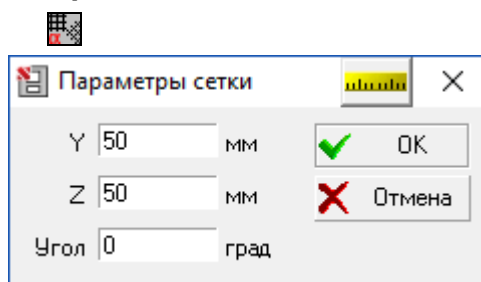 Параметры сетки
Y 50 мм OK
Z 50 мм Отмена
Угол 0 град